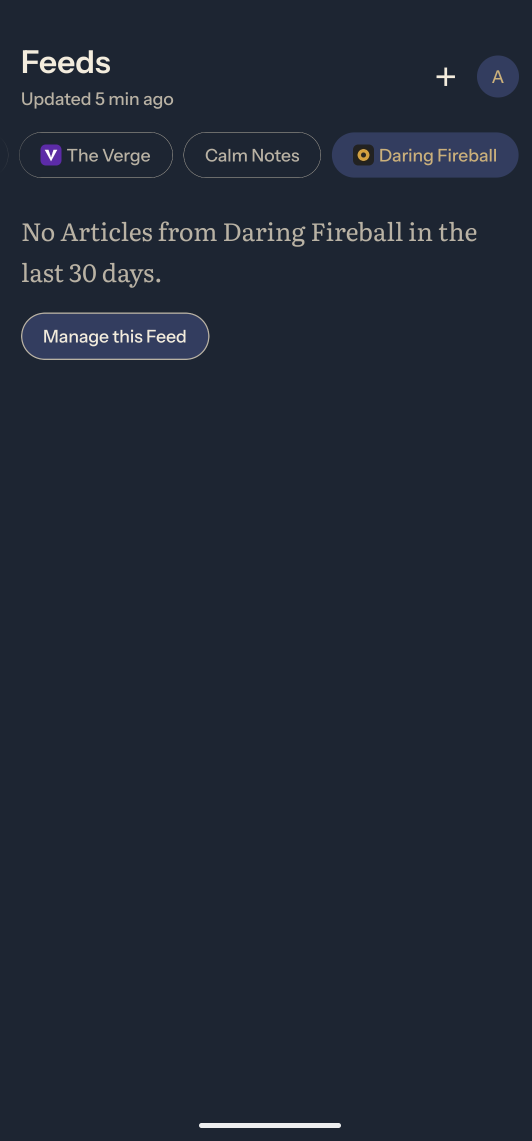 Feeds
Updated 5 min ago
A
The Verge
Calm Notes
Daring Fireball
No Articles from Daring Fireball in the
last 30 days.
Manage this Feed